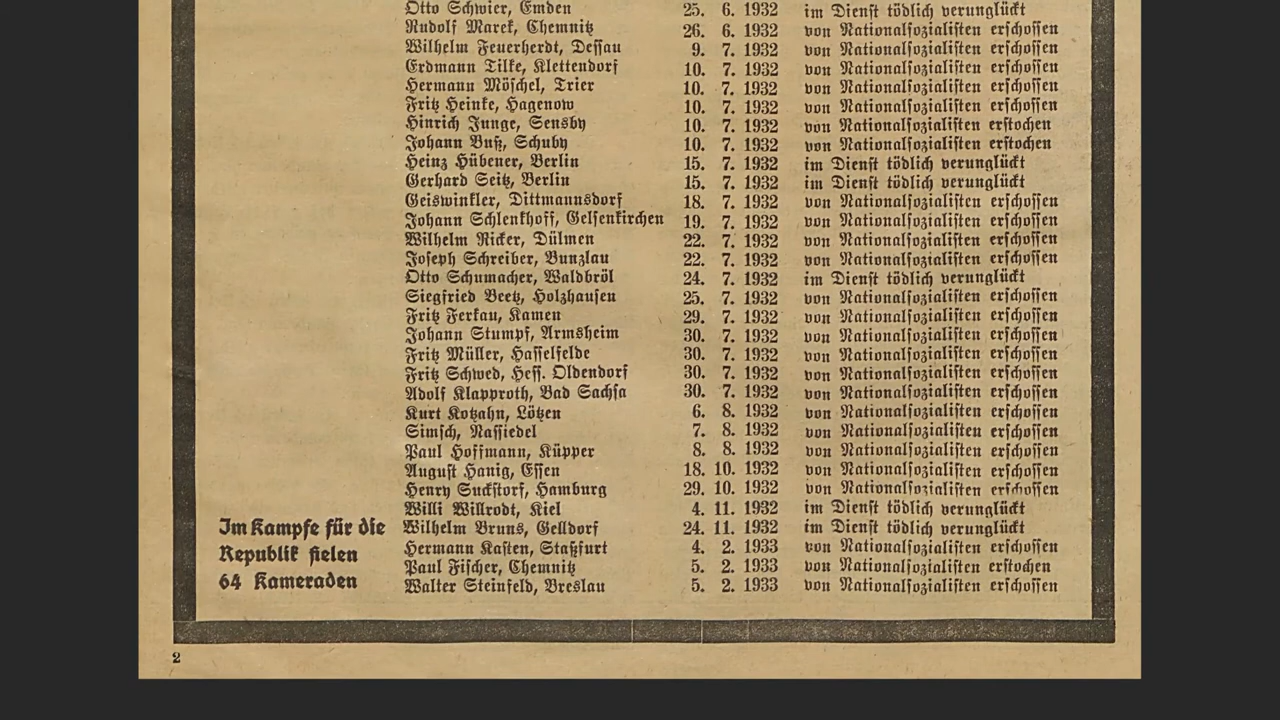 Otto Schwier, Emden 25. 6. 1932 im Dienst tödlich verunglückt
Rudolf Marek, Chemnitz 26. 6. 1932 von Nationalsozialisten erschossen
Wilhelm Feuerherdt, Dessau 9. 7. 1932 von Nationalsozialisten erschossen
Erdmann Tilke, Klettendorf 10. 7. 1932 von Nationalsozialisten erschossen
Hermann Möschel, Trier 10. 7. 1932 von Nationalsozialisten erschossen
Fritz Heinke, Hagenow 10. 7. 1932 von Nationalsozialisten erschossen
Hinrich Junge, Sensby 10. 7. 1932 von Nationalsozialisten erstochen
Johann Buß, Schuby 10. 7. 1932 von Nationalsozialisten erstochen
Heinz Hübener, Berlin 15. 7. 1932 im Dienst tödlich verunglückt
Gerhard Seitz, Berlin 15. 7. 1932 im Dienst tödlich verunglückt
Geiswinkler, Dittmannsdorf 18. 7. 1932 von Nationalsozialisten erschossen
Johann Schlenkhoff, Gelsenkirchen 19. 7. 1932 von Nationalsozialisten erschossen
Wilhelm Ricker, Dülmen 22. 7. 1932 von Nationalsozialisten erschossen
Joseph Schreiber, Bunzlau 22. 7. 1932 von Nationalsozialisten erschossen
Otto Schumacher, Waldbröl 24. 7. 1932 im Dienst tödlich verunglückt
Siegfried Beetz, Holzhausen 25. 7. 1932 von Nationalsozialisten erschossen
Fritz Ferkau, Kamen 29. 7. 1932 von Nationalsozialisten erschossen
Johann Stumpf, Armsheim 30. 7. 1932 von Nationalsozialisten erschossen
Fritz Müller, Hasselfelde 30. 7. 1932 von Nationalsozialisten erschossen
Fritz Schwed, Hess. Oldendorf 30. 7. 1932 von Nationalsozialisten erschossen
Adolf Klapproth, Bad Sachsa 30. 7. 1932 von Nationalsozialisten erschossen
Kurt Kotzahn, Lötzen 6. 8. 1932 von Nationalsozialisten erschossen
Simsch, Nassiedel 7. 8. 1932 von Nationalsozialisten erschossen
Paul Hoffmann, Küpper 8. 8. 1932 von Nationalsozialisten erschossen
August Hanig, Essen 18. 10. 1932 von Nationalsozialisten erschossen
Henry Suckstorf, Hamburg 29. 10. 1932 von Nationalsozialisten erschossen
Willi Willrodt, Kiel 4. 11. 1932 im Dienst tödlich verunglückt
Wilhelm Bruns, Gelldorf 24. 11. 1932 im Dienst tödlich verunglückt
Hermann Kasten, Staßfurt 4. 2. 1933 von Nationalsozialisten erschossen
Paul Fischer, Chemnitz 5. 2. 1933 von Nationalsozialisten erstochen
Walter Steinfeld, Breslau 5. 2. 1933 von Nationalsozialisten erschossen
Im Kampfe für die
Republik fielen
64 Kameraden
2